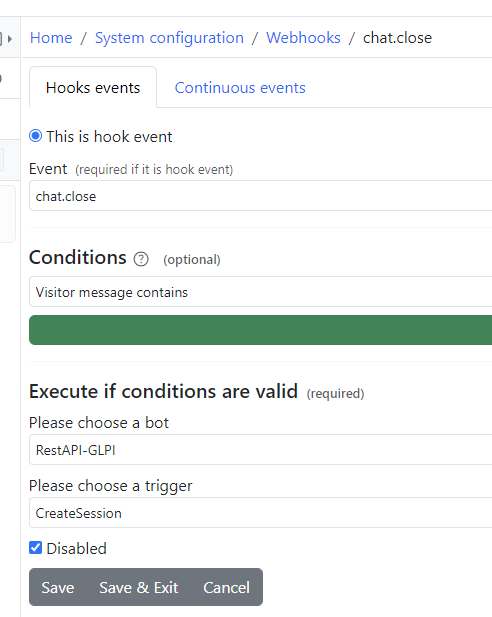 Home / System configuration / Webhooks / chat.close
Hooks events
Continuous events
This is hook event
Event (required if it is hook event)
chat.close
Conditions ? (optional)
Visitor message contains
Execute if conditions are valid (required)
Please choose a bot
RestAPI-GLPI
Please choose a trigger
CreateSession
Disabled
Save
Save & Exit
Cancel